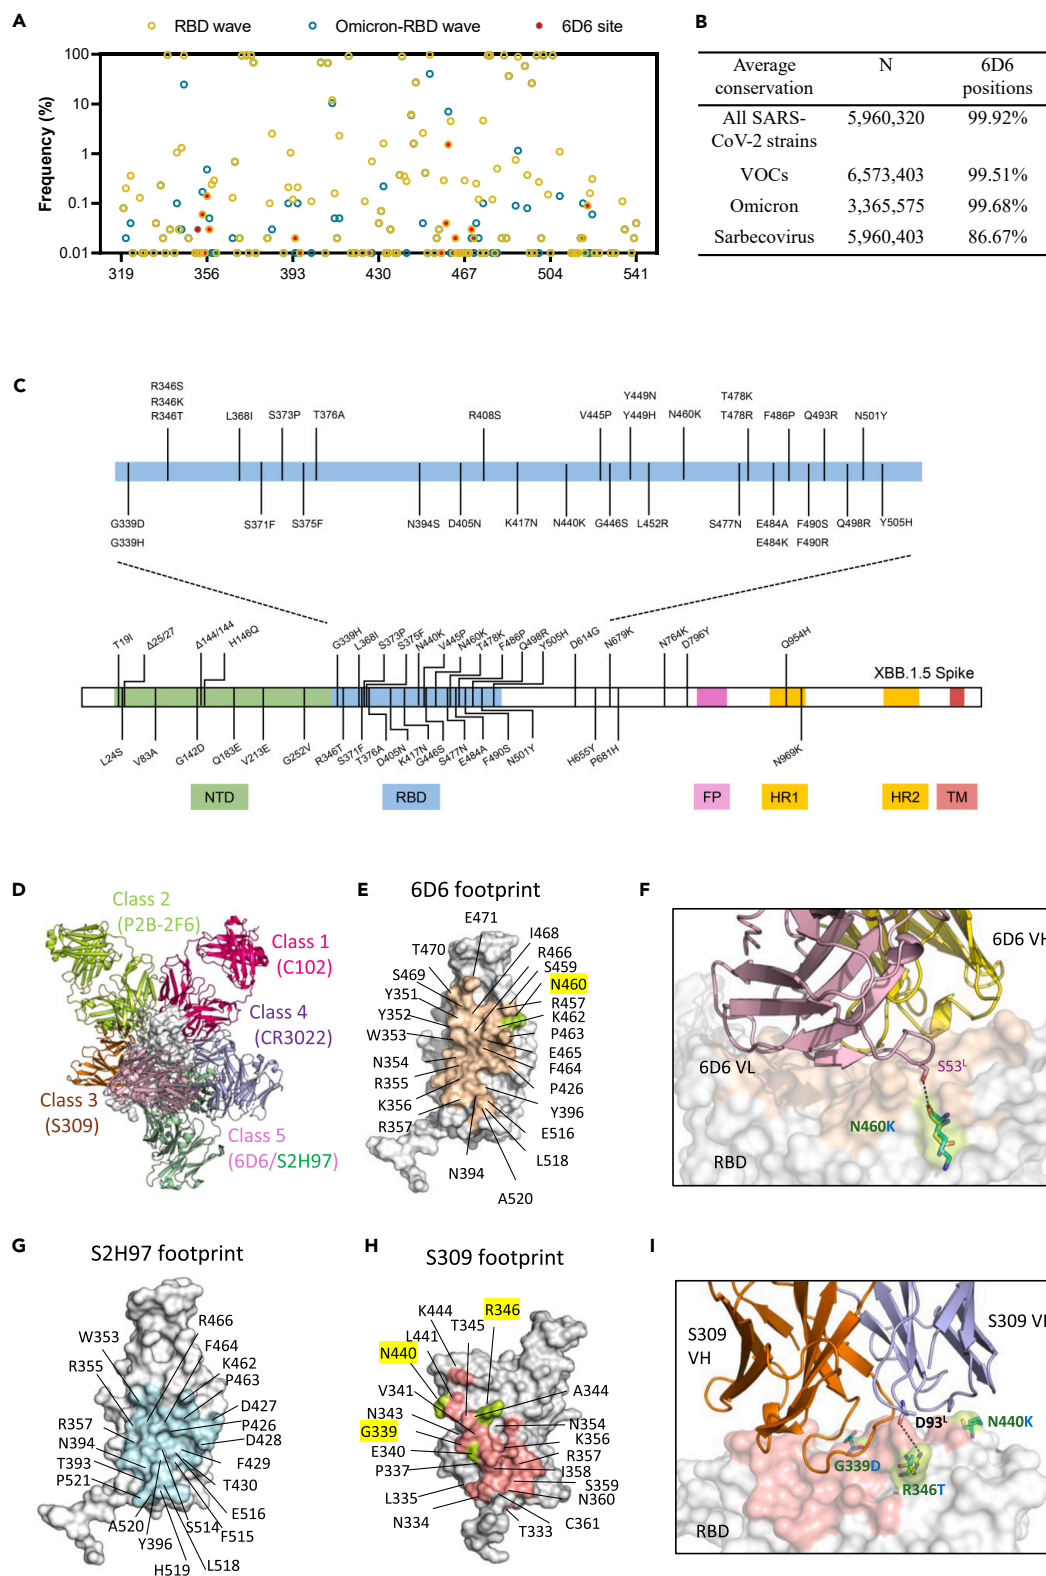 A
RBD wave
Omicron-RBD wave
6D6 site
Frequency (%)
100
10
1
0.1
0.01
319
356
393
430
467
504
541
B
Average conservation
N
6D6 positions
All SARS-CoV-2 strains
5,960,320
99.92%
VOCs
6,573,403
99.51%
Omicron
3,365,575
99.68%
Sarbecovirus
5,960,403
86.67%
C
R346S
R346K
R346T
L368I
S373P
T376A
R408S
V445P
Y449N
Y449H
N460K
T478K
T478R
F486P
Q493R
N501Y
G339D
G339H
S371F
S375F
N394S
D405N
K417N
N440K
G446S
L452R
S477N
E484A
E484K
F490S
F490R
Q498R
Y505H
T19I
Δ25/27
Δ144/144
H146Q
G339H
L368I
S373P
S375F
N440K
V445P
N460K
T478K
F486P
Q498R
Y505H
D614G
N679K
N764K
D796Y
Q954H
XBB.1.5 Spike
L24S
V83A
G142D
Q183E
V213E
G252V
R346T
S371F
T376A
D405N
K417N
G446S
S477N
E484A
F490S
N501Y
H655Y
P681H
N969K
NTD
RBD
FP
HR1
HR2
TM
D
Class 2
(P2B-2F6)
Class 1
(C102)
Class 4
(CR3022)
Class 3
(S309)
Class 5
(6D6/S2H97)
E
6D6 footprint
E471
I468
T470
R466
S459
S469
N460
Y351
R457
Y352
K462
W353
P463
E465
N354
F464
R355
P426
K356
Y396
R357
E516
L518
N394
A520
F
6D6 VH
6D6 VL
S53L
N460K
RBD
G
S2H97 footprint
R466
W353
F464
R355
K462
P463
D427
R357
P426
N394
D428
T393
F429
P521
T430
E516
A520
S514
F515
Y396
L518
H519
H
S309 footprint
K444
R346
T345
L441
N440
V341
A344
N343
N354
G339
K356
E340
R357
P337
I358
S359
L335
N360
N334
C361
T333
I
S309 VH
S309 VL
D93L
N440K
G339D
R346T
RBD